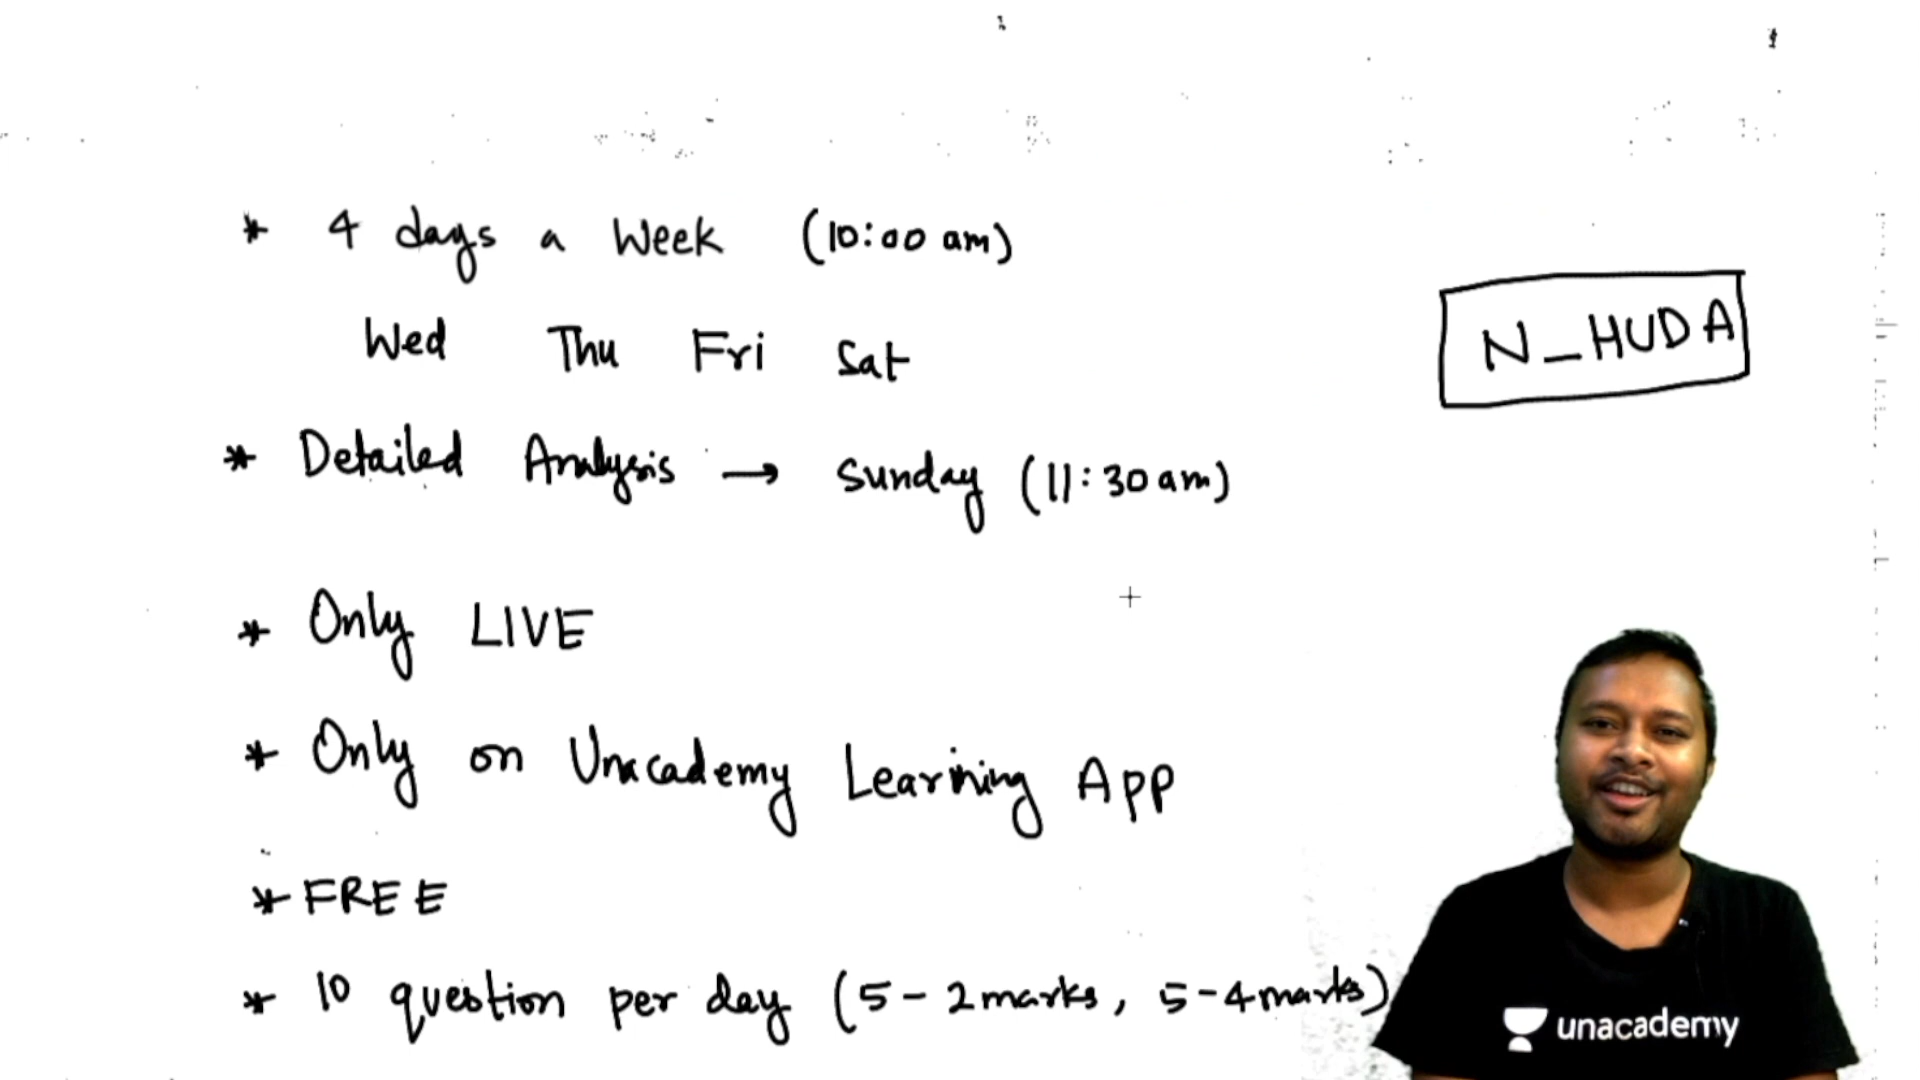 * 4 days a Week (10:00 am)
Wed Thu Fri Sat
N_HUDA
* Detailed Analysis → Sunday (11:30 am)
* Only LIVE
* Only on Unacademy Learning App
* FREE
* 10 question per day (5-2marks, 5-4marks)
unacademy